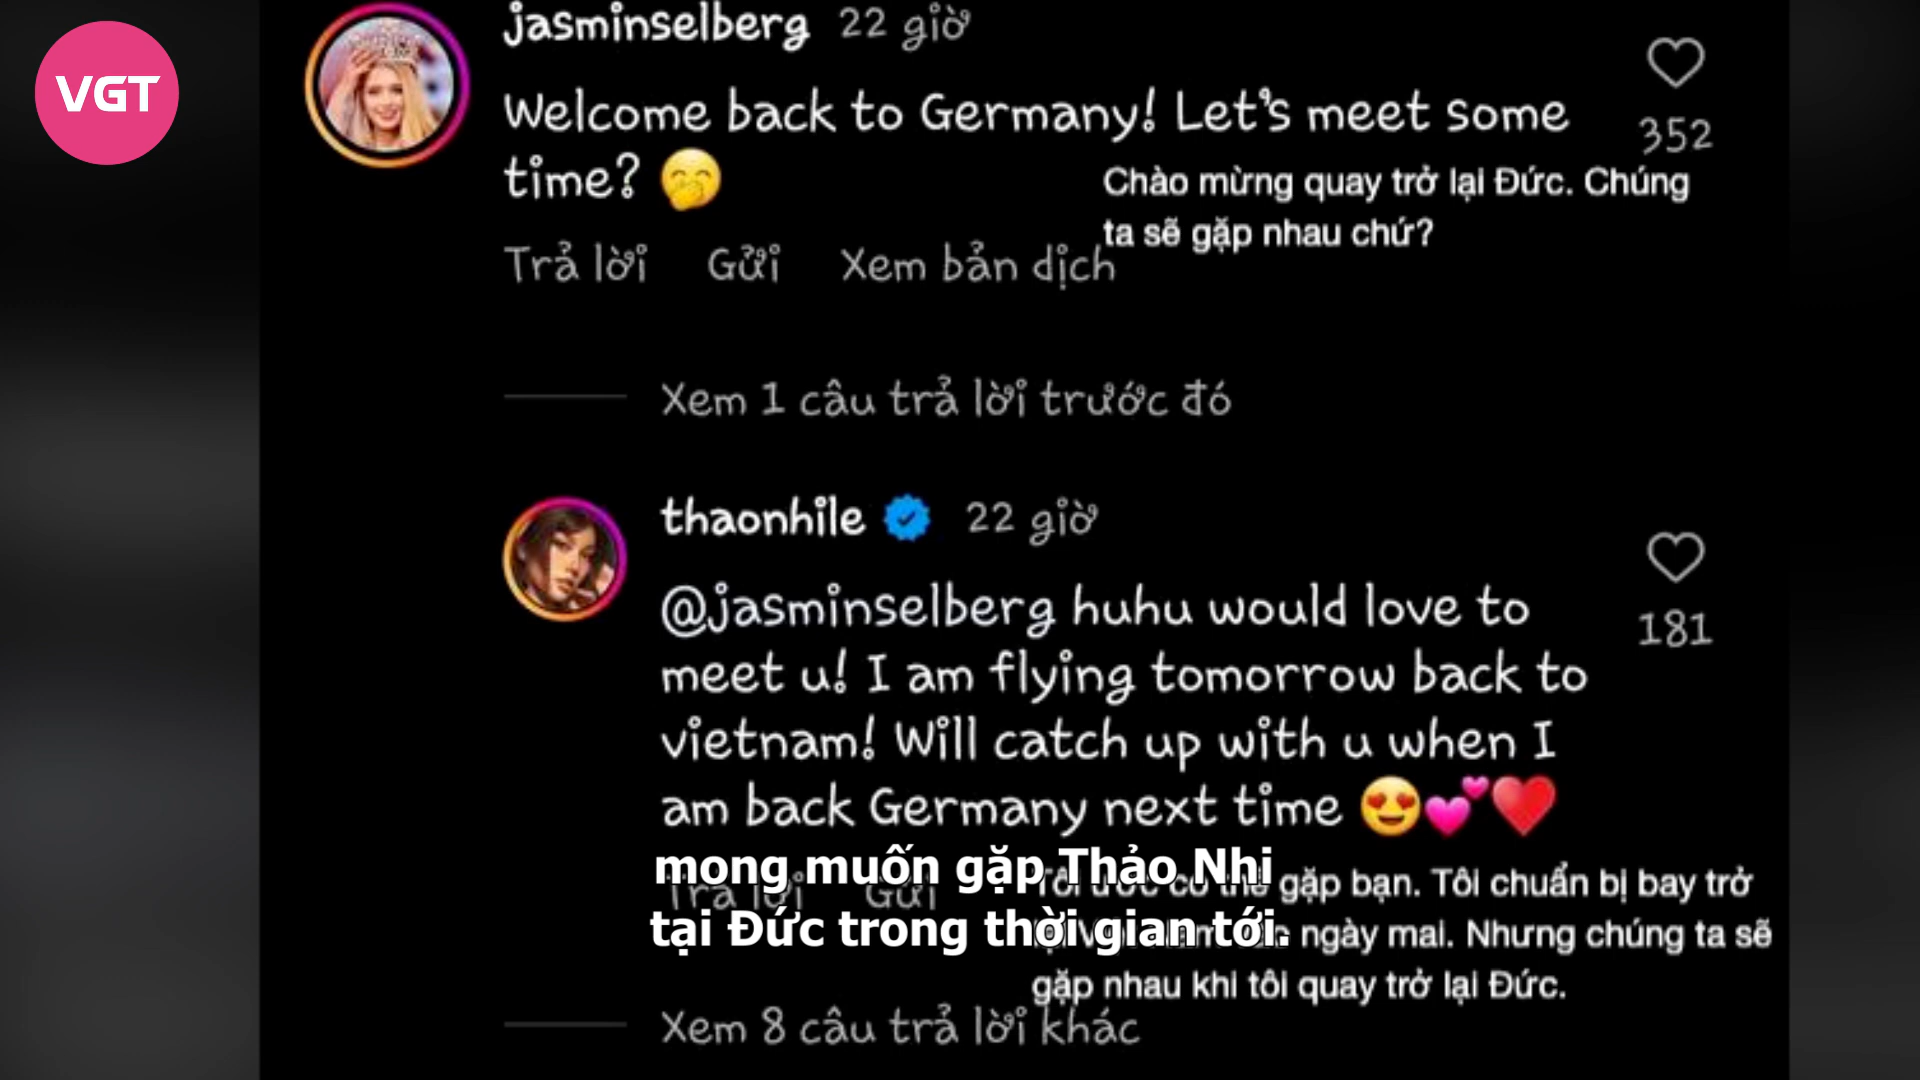 VGT
jasminselberg 22 giờ
Welcome back to Germany! Let's meet some
time? 🤭
352
Chào mừng quay trở lại Đức. Chúng
ta sẽ gặp nhau chứ?
Trả lời Gửi Xem bản dịch
Xem 1 câu trả lời trước đó
thaonhile 22 giờ
@jasminselberg huhu would love to
meet u! I am flying tomorrow back to
vietnam! Will catch up with u when I
am back Germany next time 😍💕❤️
181
mong muốn gặp Thảo Nhi
tại Đức trong thời gian tới.
Trả lời Gửi
gặp bạn. Tôi chuẩn bị bay trở
ngày mai. Nhưng chúng ta sẽ
gặp nhau khi tôi quay trở lại Đức.
Xem 8 câu trả lời khác